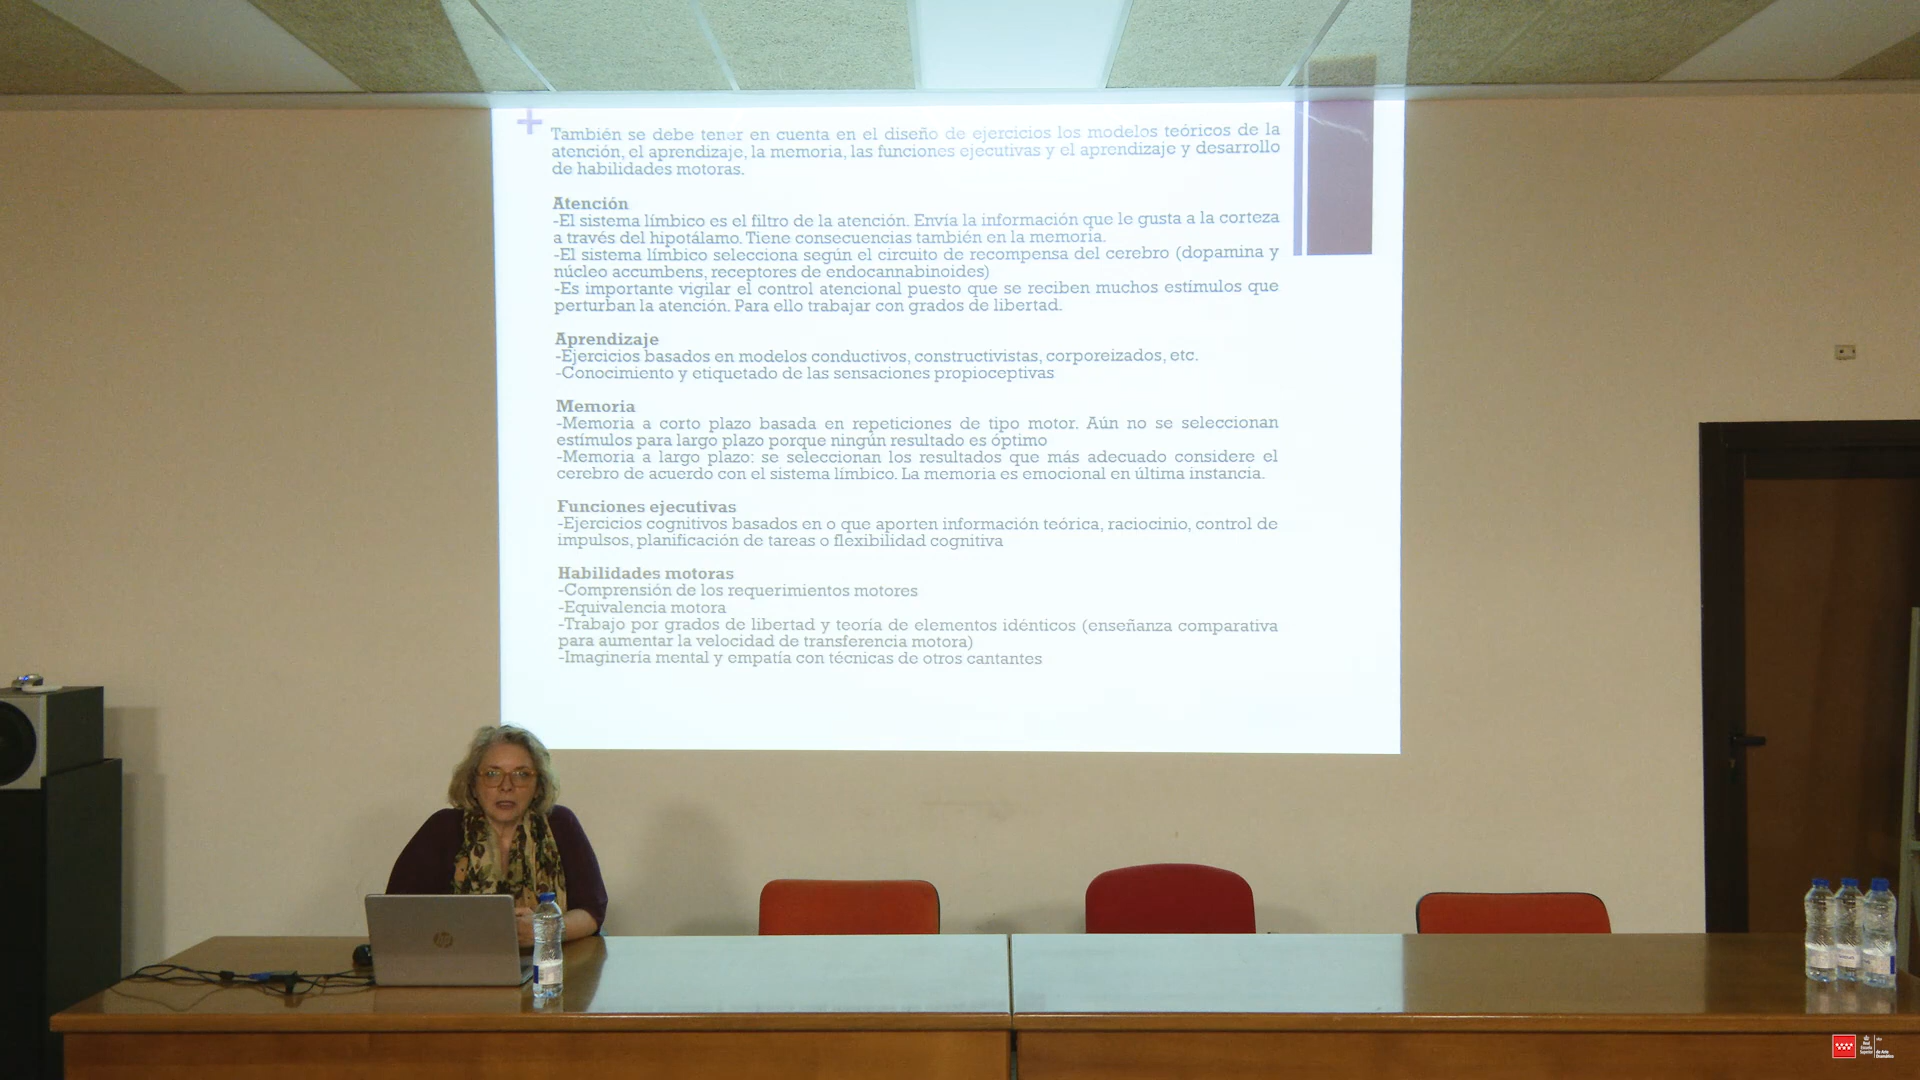 +
También se debe tener en cuenta en el diseño de ejercicios los modelos teóricos de la
atención, el aprendizaje, la memoria, las funciones ejecutivas y el aprendizaje y desarrollo
de habilidades motoras.
Atención
-El sistema límbico es el filtro de la atención. Envía la información que le gusta a la corteza
a través del hipotálamo. Tiene consecuencias también en la memoria.
-El sistema límbico selecciona según el circuito de recompensa del cerebro (dopamina y
núcleo accumbens, receptores de endocannabinoides)
-Es importante vigilar el control atencional puesto que se reciben muchos estímulos que
perturban la atención. Para ello trabajar con grados de libertad.
Aprendizaje
-Ejercicios basados en modelos conductivos, constructivistas, corporeizados, etc.
-Conocimiento y etiquetado de las sensaciones propioceptivas
Memoria
-Memoria a corto plazo basada en repeticiones de tipo motor. Aún no se seleccionan
estímulos para largo plazo porque ningún resultado es óptimo
-Memoria a largo plazo: se seleccionan los resultados que más adecuado considere el
cerebro de acuerdo con el sistema límbico. La memoria es emocional en última instancia.
Funciones ejecutivas
-Ejercicios cognitivos basados en o que aporten información teórica, raciocinio, control de
impulsos, planificación de tareas o flexibilidad cognitiva
Habilidades motoras
-Comprensión de los requerimientos motores
-Equivalencia motora
-Trabajo por grados de libertad y teoría de elementos idénticos (enseñanza comparativa
para aumentar la velocidad de transferencia motora)
-Imaginería mental y empatía con técnicas de otros cantantes
hp
Real
Escuela
Superior
de Arte
Dramático